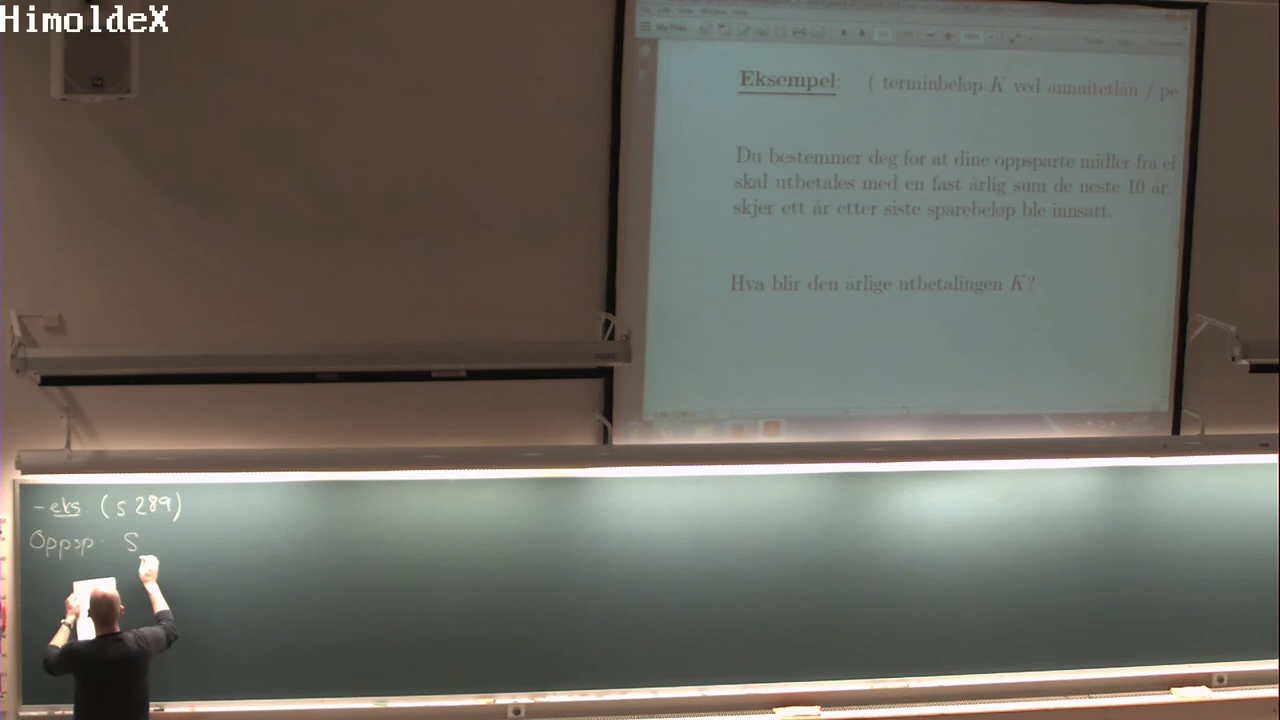 HimoldeX
Eksempel: ( terminbeløp K ved annuitetlån / pe
Du bestemmer deg for at dine oppsparte midler fra el
skal utbetales med en fast årlig sum de neste 10 år.
skjer ett år etter siste sparebeløp ble innsatt.
Hva blir den årlige utbetalingen K?
- eks (s 289)
Oppsp. S